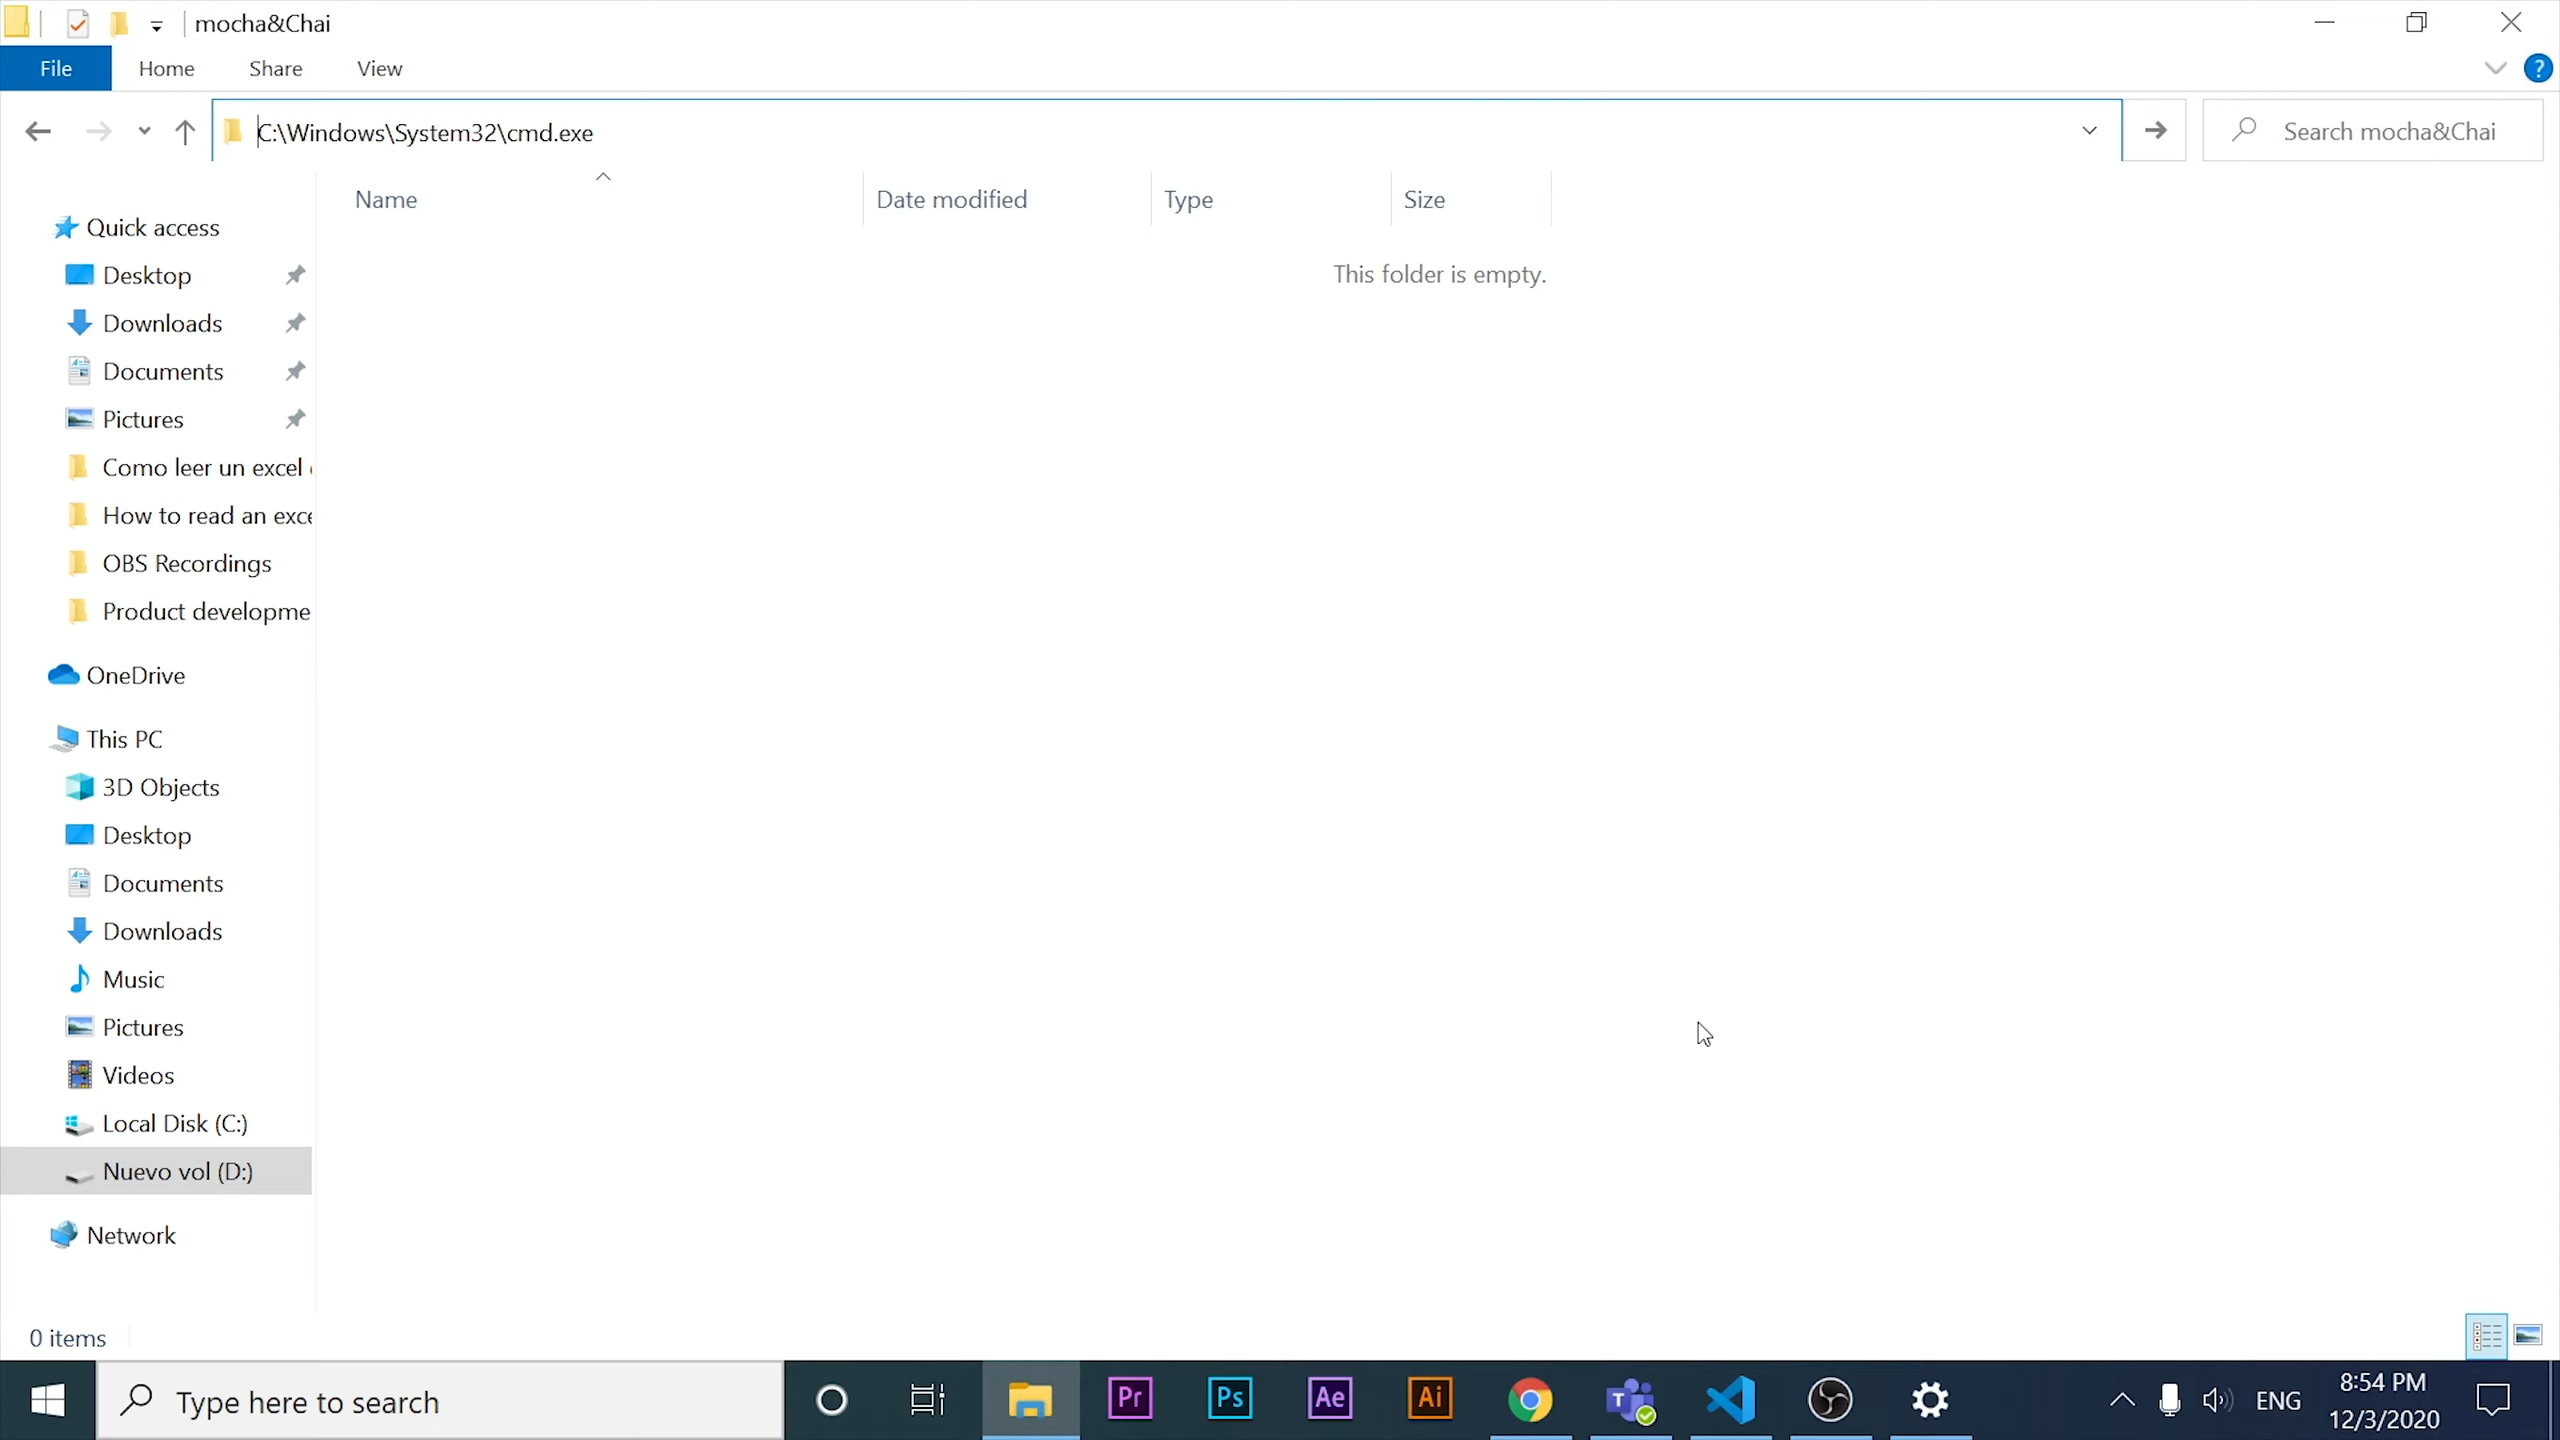 mocha&Chai
File Home Share View
C:\Windows\System32\cmd.exe
Search mocha&Chai
Name Date modified Type Size
This folder is empty.
Quick access
Desktop
Downloads
Documents
Pictures
Como leer un excel
How to read an exce
OBS Recordings
Product developme
OneDrive
This PC
3D Objects
Desktop
Documents
Downloads
Music
Pictures
Videos
Local Disk (C:)
Nuevo vol (D:)
Network
0 items
Type here to search
Pr
Ps
Ae
Ai
T
ENG
8:54 PM
12/3/2020